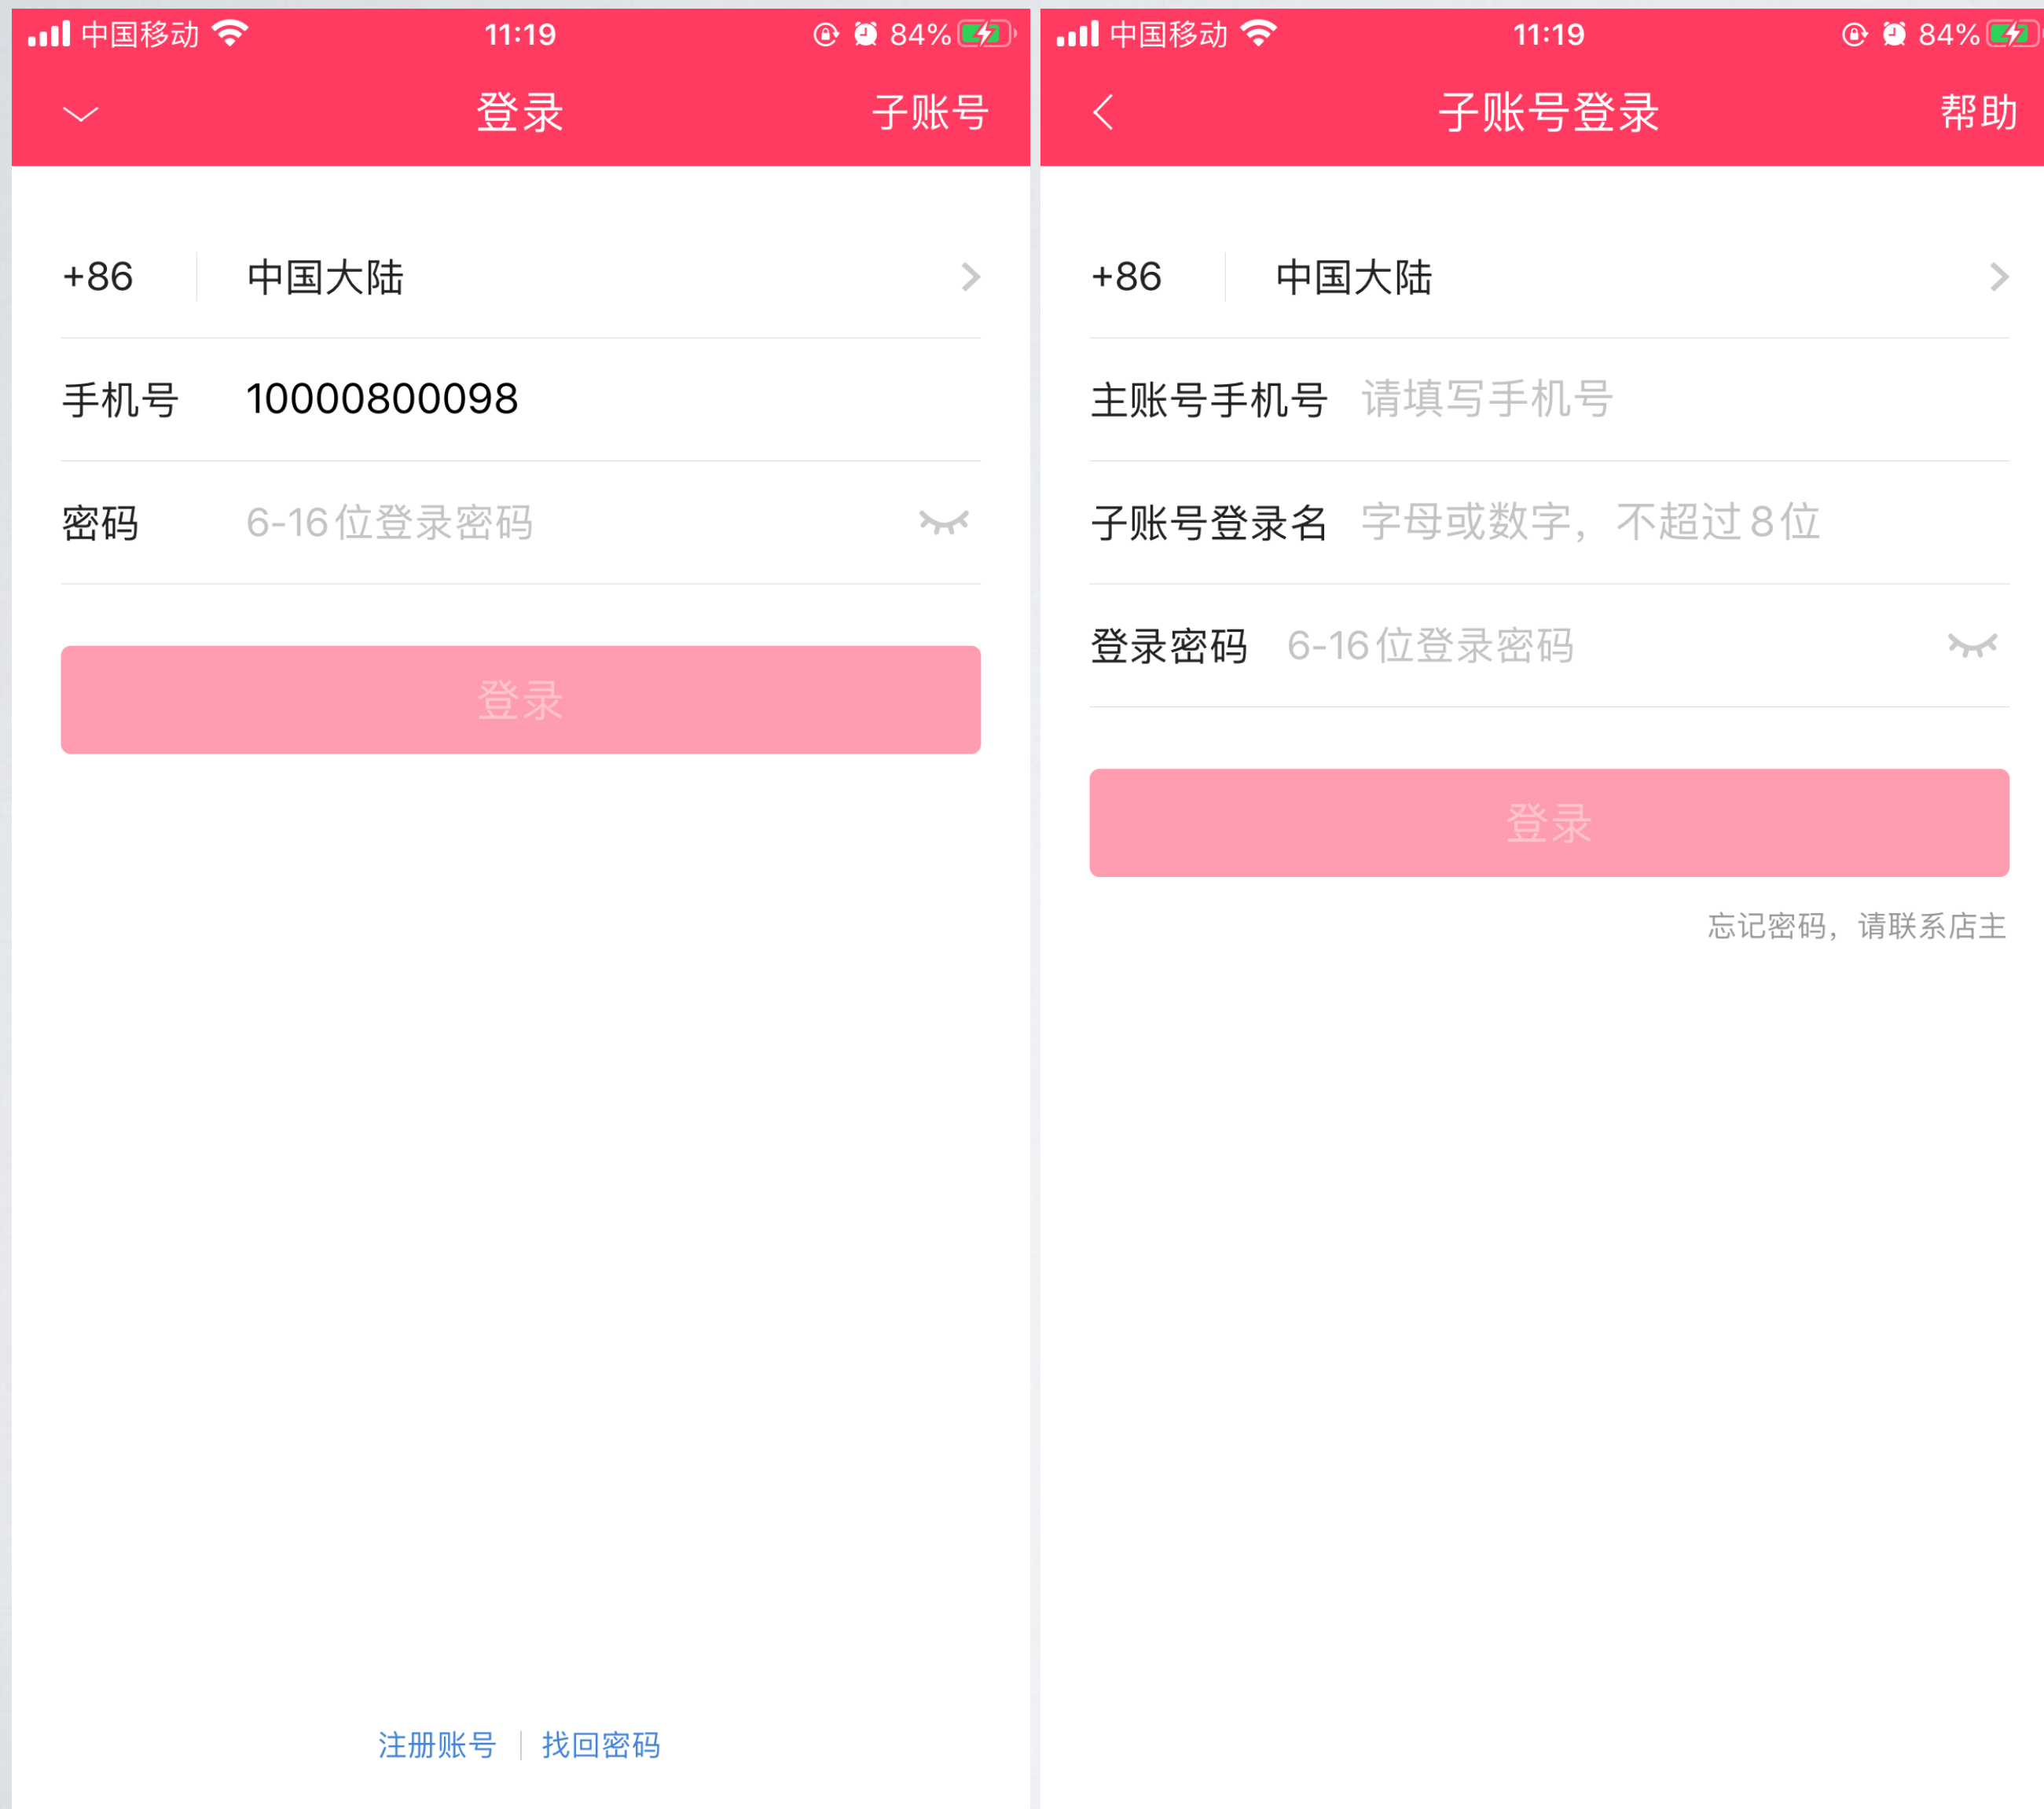 中国移动 11:19 84%
登录 子账号
+86 中国大陆
手机号 10000800098
密码 6-16位登录密码
登录
注册账号 找回密码
中国移动 11:19 84%
子账号登录 帮助
+86 中国大陆
主账号手机号 请填写手机号
子账号登录名 字母或数字，不超过8位
登录密码 6-16位登录密码
登录
忘记密码，请联系店主